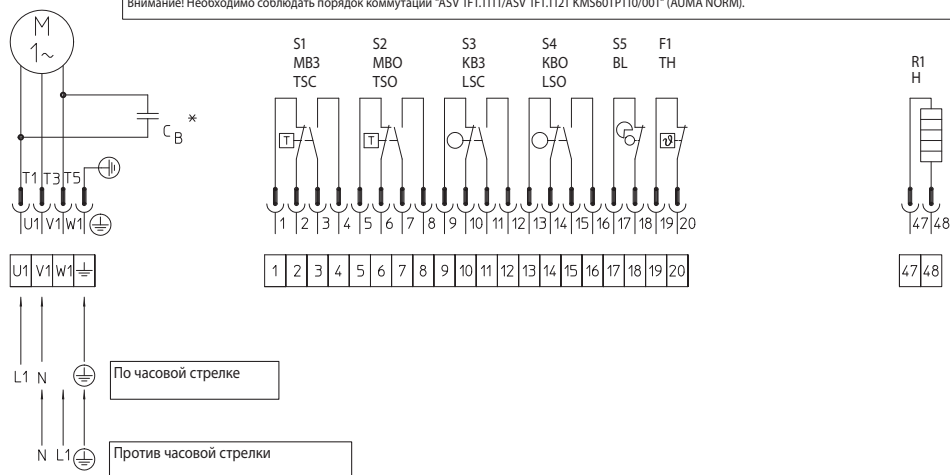 Внимание! Необходимо соблюдать порядок коммутации "ASV 1F1.1111/ASV 1F1.1121 KMS601P110/001" (AUMA NORM).
M
1~
S1 S2 S3 S4 S5 F1
MB3 MBO KB3 KBO BL TH
TSC TSO LSC LSO
R1
H
C B *
T T ϑ
T1 T3 T5
U1 V1 W1
1 2 3 4 5 6 7 8 9 10 11 12 13 14 15 16 17 18 19 20
47 48
U1 V1 W1
1 2 3 4 5 6 7 8 9 10 11 12 13 14 15 16 17 18 19 20
47 48
L1 N
По часовой стрелке
N L1
Против часовой стрелки